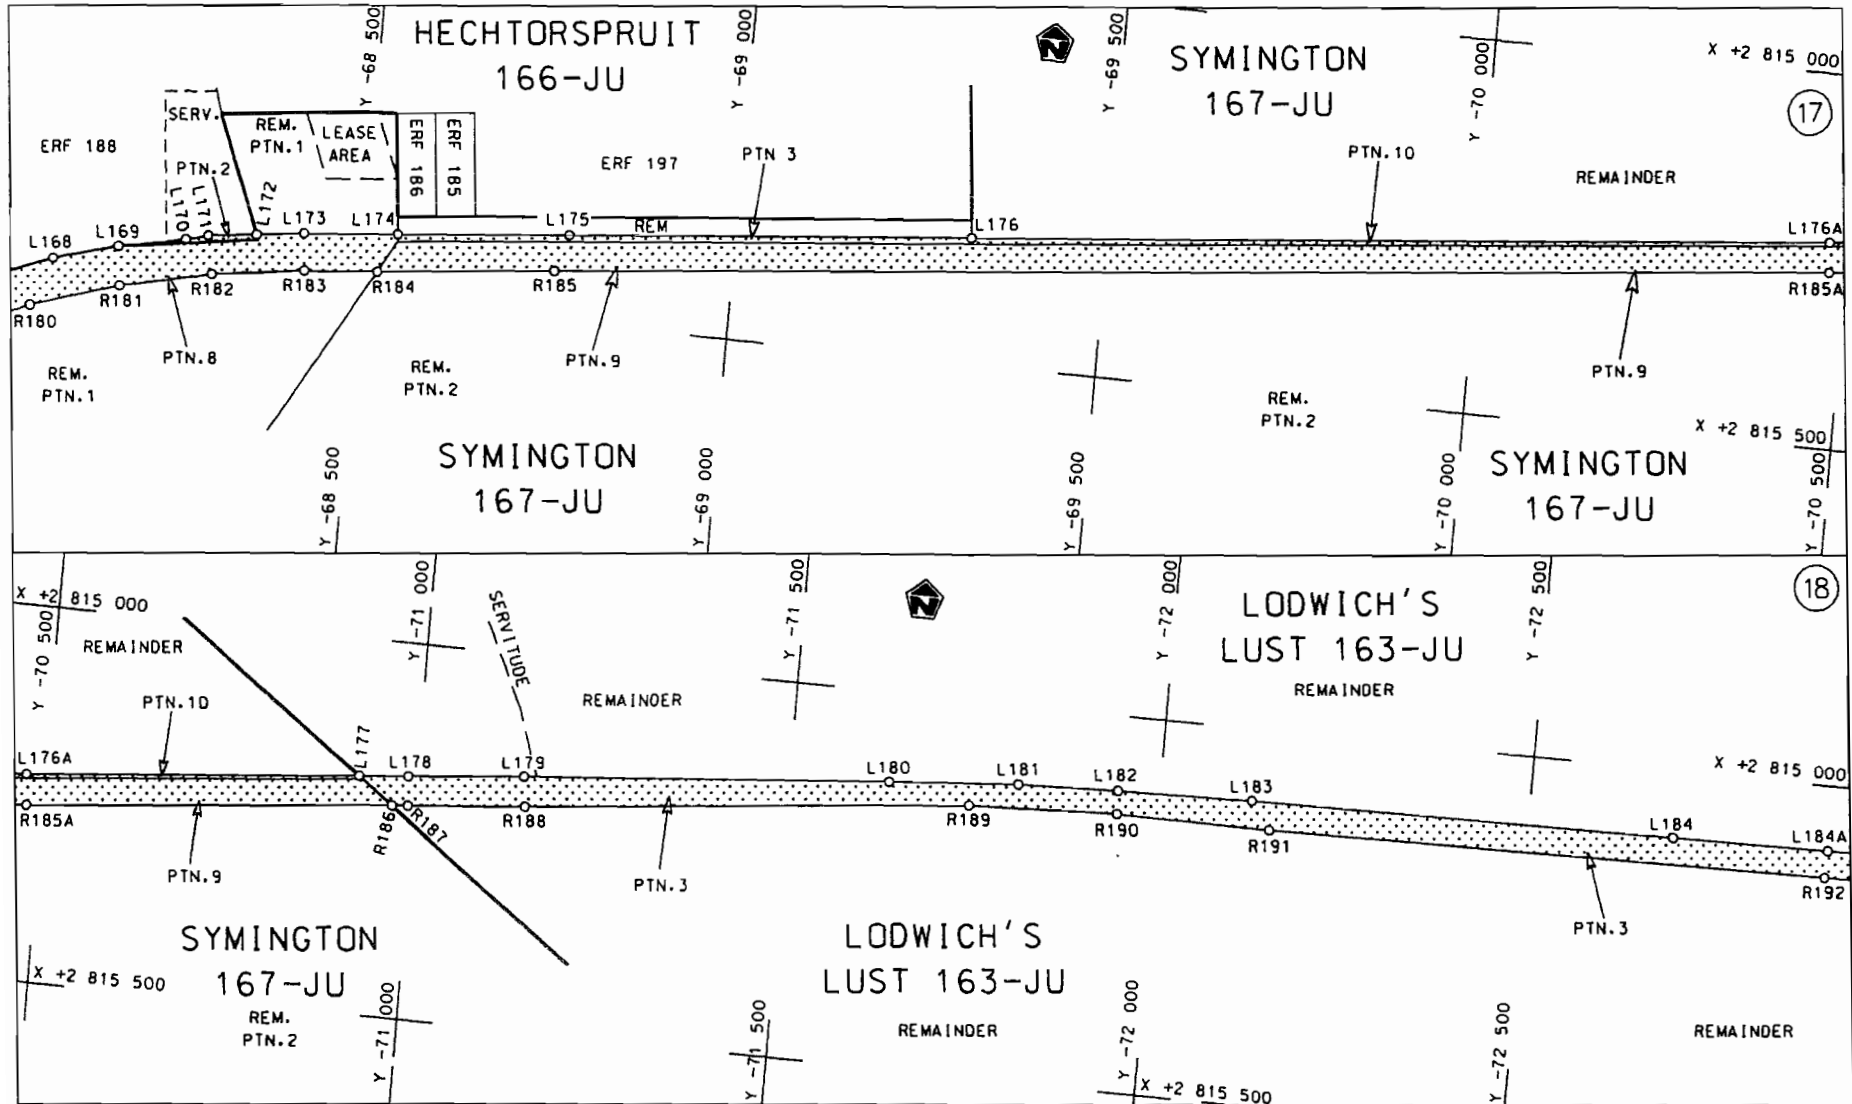 HECHTORSPRUIT
166-JU
SYMINGTON
167-JU
Y -68 500
Y -69 000
Y -69 500
Y -70 000
X +2 815 000
17
N
SERV.
REM.
PTN.1
LEASE
AREA
ERF 186
ERF 185
ERF 188
PTN.2
ERF 197
PTN 3
PTN.10
REMAINDER
L168
L169
L170
L171
L172
L173
L174
L175
REM
L176
L176A
R180
R181
R182
R183
R184
R185
R185A
PTN.8
PTN.9
PTN.9
REM.
PTN.1
REM.
PTN.2
REM.
PTN.2
X +2 815 500
SYMINGTON
167-JU
SYMINGTON
167-JU
Y -68 500
Y -69 000
Y -69 500
Y -70 000
Y -70 500
X +2 815 000
Y -70 500
Y -71 000
Y -71 500
Y -72 000
Y -72 500
18
N
SERVITUDE
LODWICH'S
LUST 163-JU
REMAINDER
REMAINDER
REMAINDER
PTN.10
X +2 815 000
L176A
L177
L178
L179
L180
L181
L182
L183
L184
L184A
R185A
R186
R187
R188
R189
R190
R191
R192
PTN.9
PTN.3
PTN.3
SYMINGTON
167-JU
REM.
PTN.2
LODWICH'S
LUST 163-JU
REMAINDER
REMAINDER
X +2 815 500
Y -71 000
Y -71 500
Y -72 000
Y -72 500
X +2 815 500